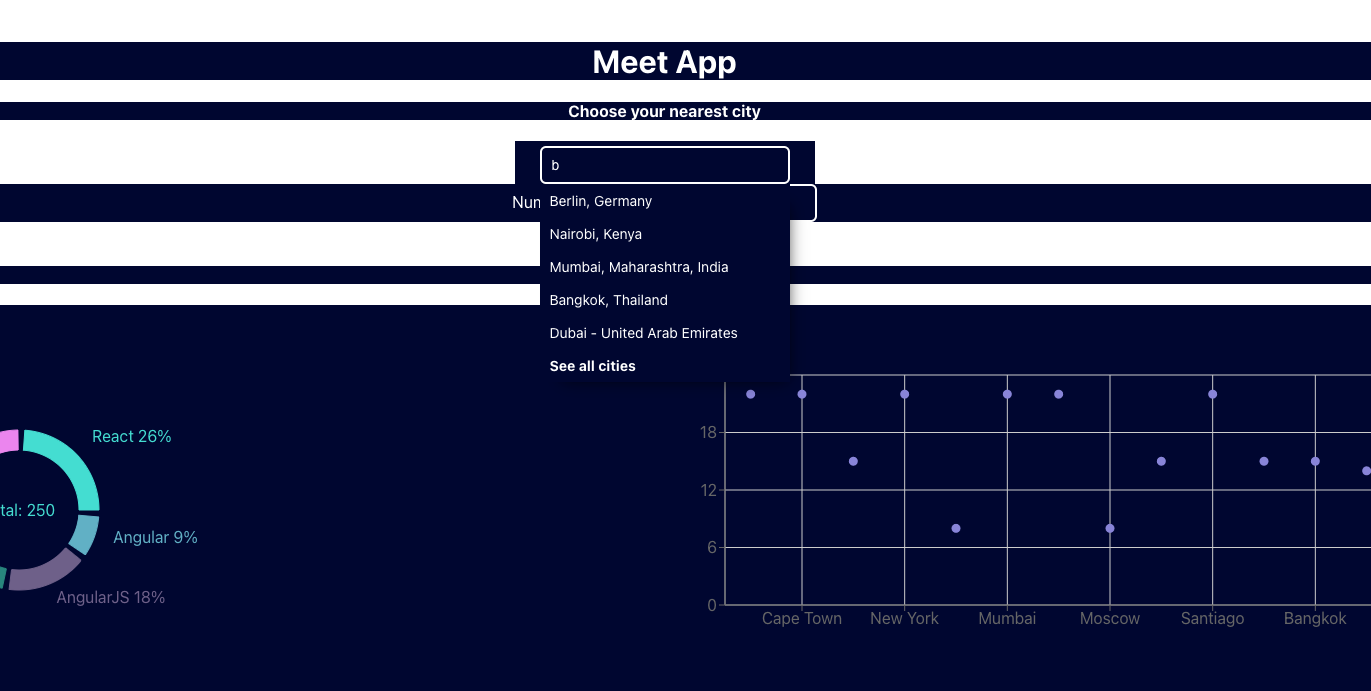 Meet App
Choose your nearest city
b
Num
Berlin, Germany
Nairobi, Kenya
Mumbai, Maharashtra, India
Bangkok, Thailand
Dubai - United Arab Emirates
See all cities
React 26%
tal: 250
Angular 9%
AngularJS 18%
18
12
6
0
Cape Town New York Mumbai Moscow Santiago Bangkok